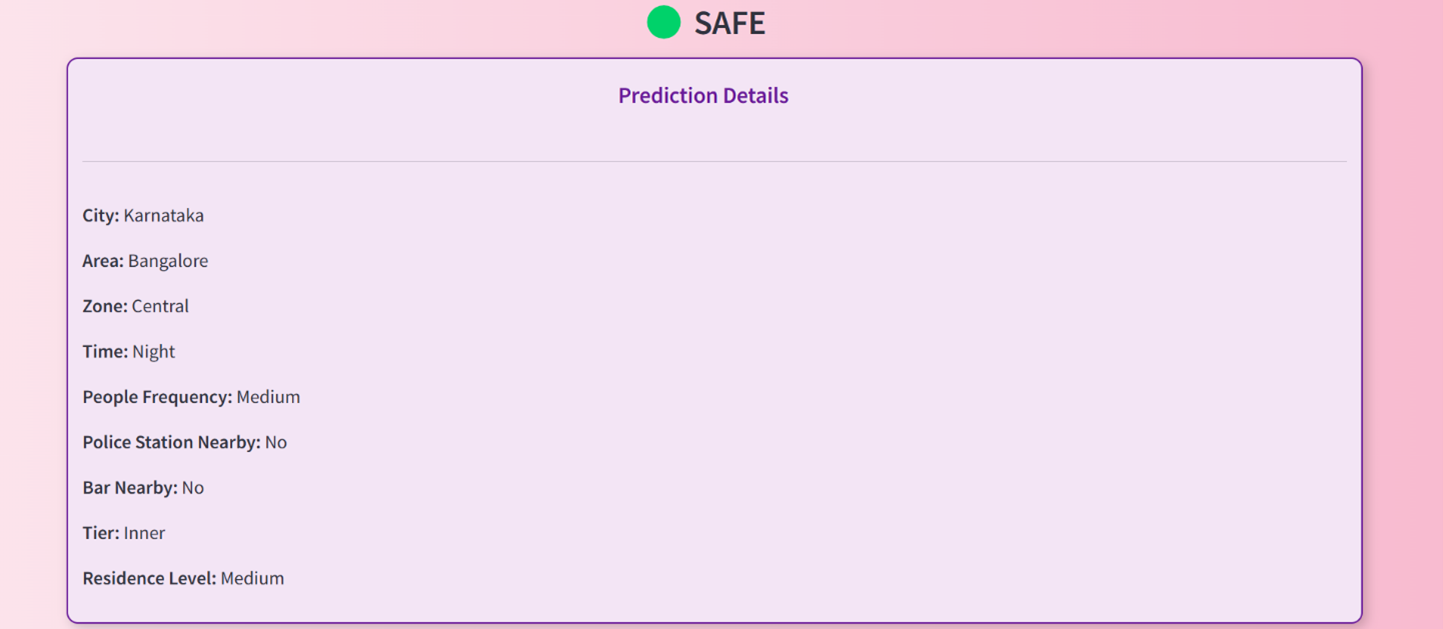 SAFE
Prediction Details
City: Karnataka
Area: Bangalore
Zone: Central
Time: Night
People Frequency: Medium
Police Station Nearby: No
Bar Nearby: No
Tier: Inner
Residence Level: Medium